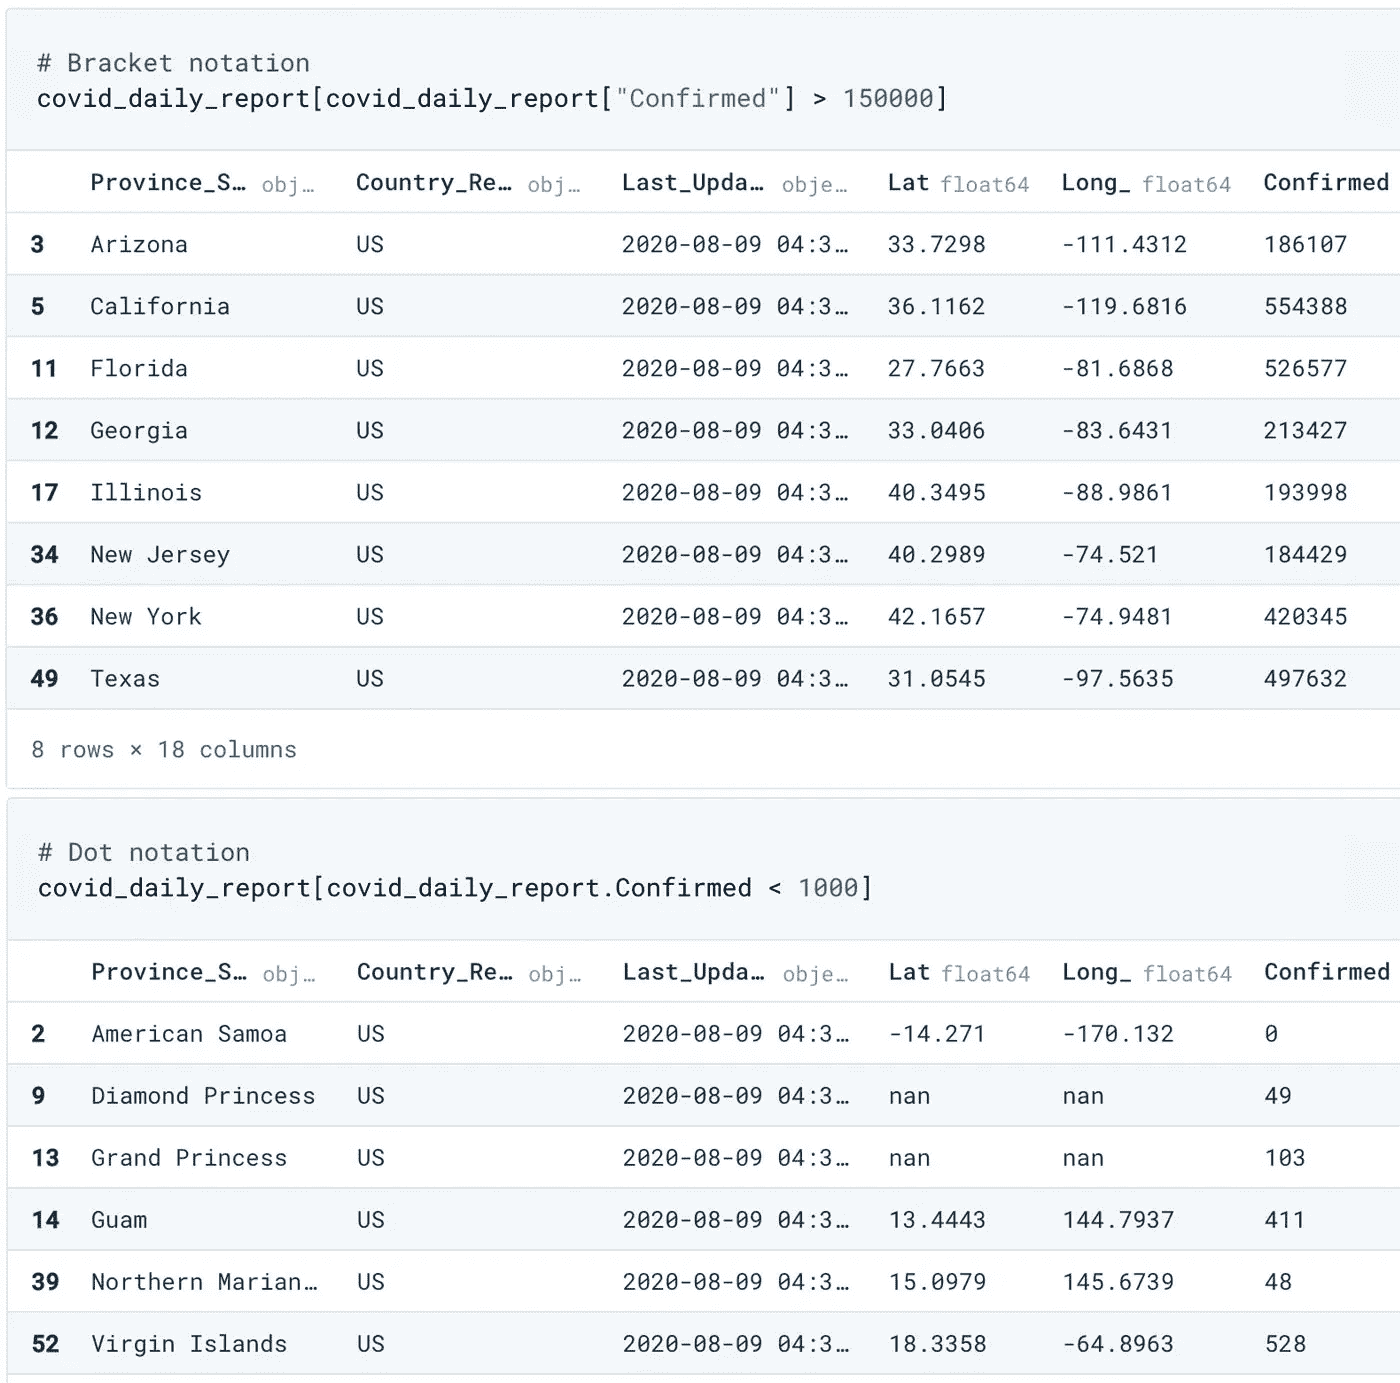 # Bracket notation
covid_daily_report[covid_daily_report["Confirmed"] > 150000]
Province_S… obj… Country_Re… obj… Last_Upda… obje… Lat float64 Long_ float64 Confirmed
3 Arizona US 2020-08-09 04:3… 33.7298 -111.4312 186107
5 California US 2020-08-09 04:3… 36.1162 -119.6816 554388
11 Florida US 2020-08-09 04:3… 27.7663 -81.6868 526577
12 Georgia US 2020-08-09 04:3… 33.0406 -83.6431 213427
17 Illinois US 2020-08-09 04:3… 40.3495 -88.9861 193998
34 New Jersey US 2020-08-09 04:3… 40.2989 -74.521 184429
36 New York US 2020-08-09 04:3… 42.1657 -74.9481 420345
49 Texas US 2020-08-09 04:3… 31.0545 -97.5635 497632
8 rows × 18 columns
# Dot notation
covid_daily_report[covid_daily_report.Confirmed < 1000]
Province_S… obj… Country_Re… obj… Last_Upda… obje… Lat float64 Long_ float64 Confirmed
2 American Samoa US 2020-08-09 04:3… -14.271 -170.132 0
9 Diamond Princess US 2020-08-09 04:3… nan nan 49
13 Grand Princess US 2020-08-09 04:3… nan nan 103
14 Guam US 2020-08-09 04:3… 13.4443 144.7937 411
39 Northern Marian… US 2020-08-09 04:3… 15.0979 145.6739 48
52 Virgin Islands US 2020-08-09 04:3… 18.3358 -64.8963 528